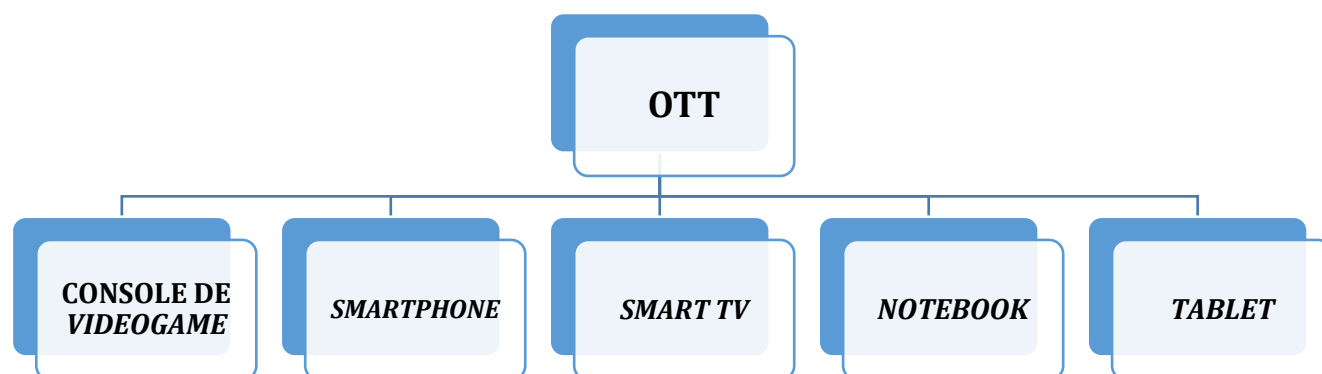 OTT
CONSOLE DE
VIDEOGAME
SMARTPHONE
SMART TV
NOTEBOOK
TABLET